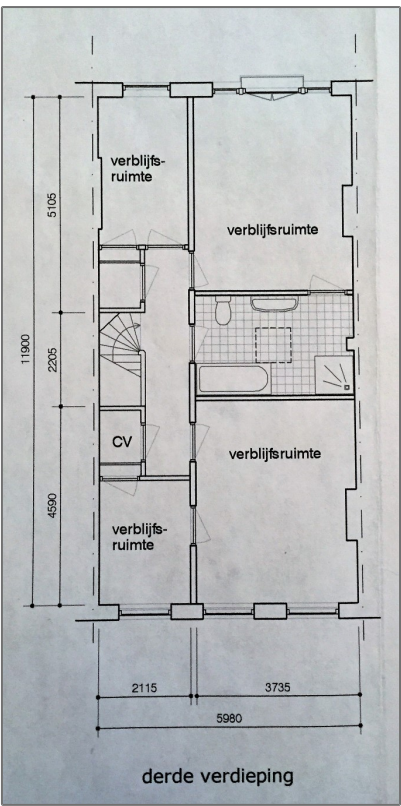 verblijfs-
ruimte
verblijfsruimte
5105
11900
2205
CV
verblijfsruimte
4590
verblijfs-
ruimte
2115
3735
5980
derde verdieping